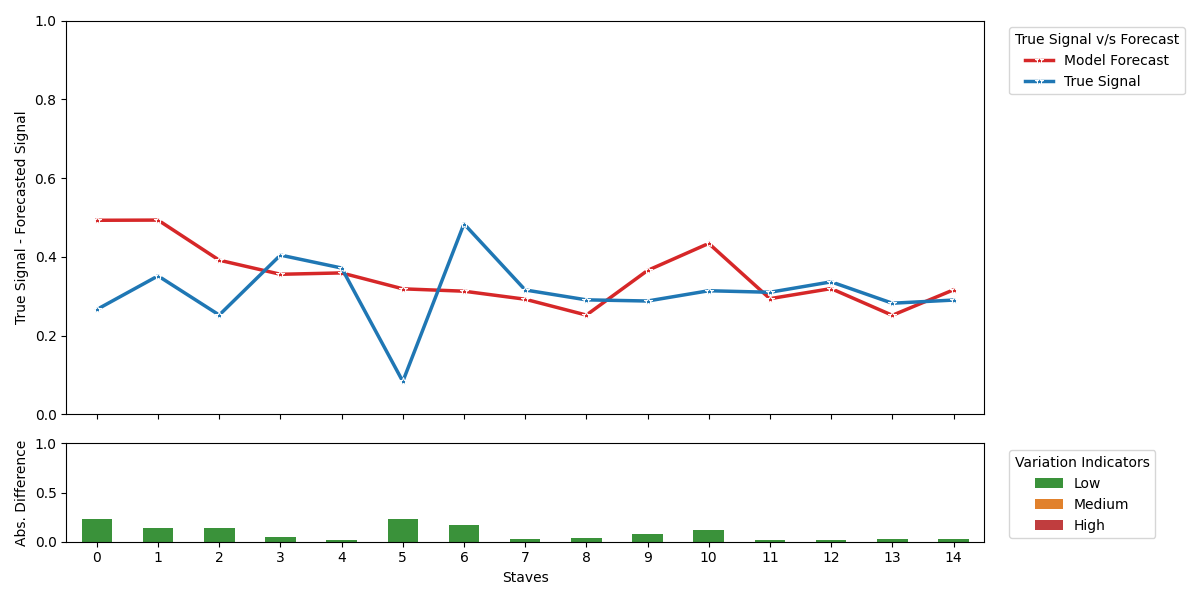 True Signal - Forecasted Signal
1.0
0.8
0.6
0.4
0.2
0.0
True Signal v/s Forecast
Model Forecast
True Signal
Abs. Difference
1.0
0.5
0.0
0 1 2 3 4 5 6 7 8 9 10 11 12 13 14
Staves
Variation Indicators
Low
Medium
High